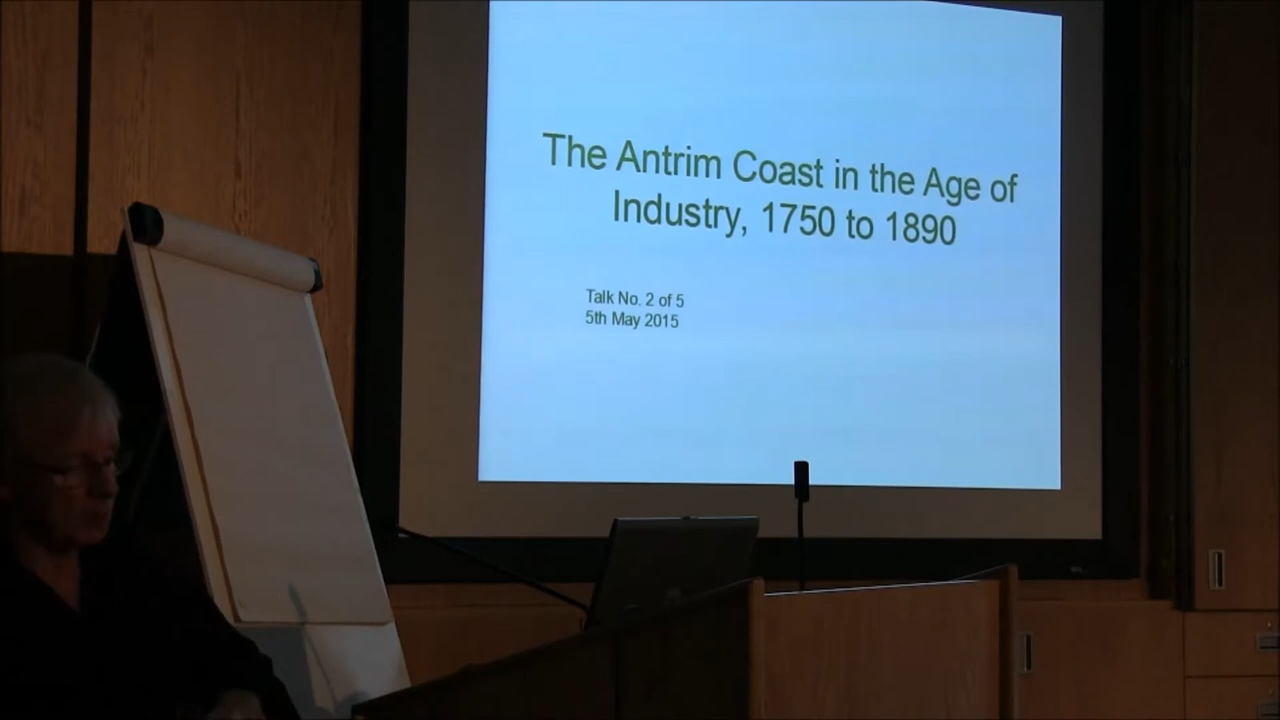 The Antrim Coast in the Age of
Industry, 1750 to 1890
Talk No. 2 of 5
5th May 2015